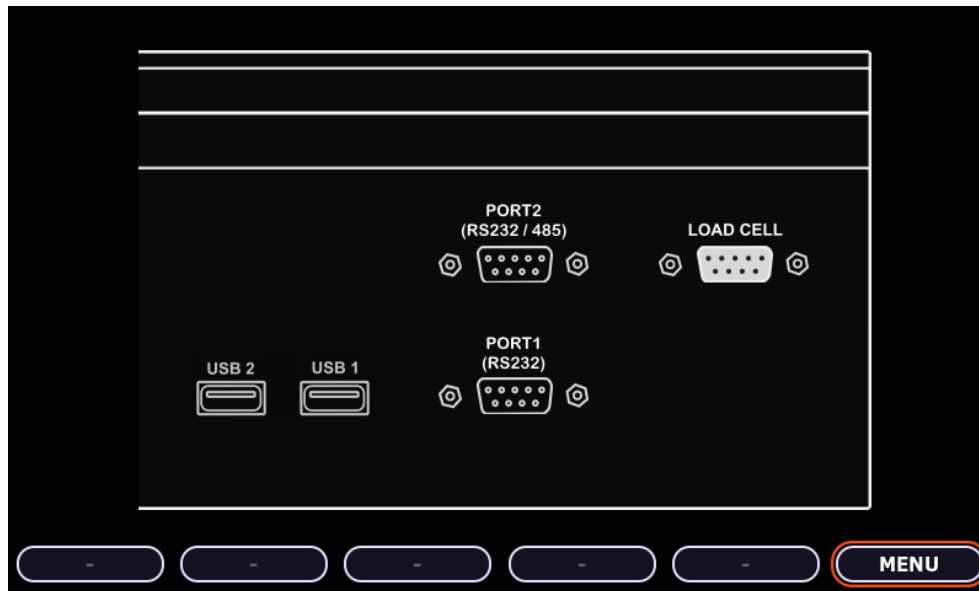 PORT2
(RS232 / 485)
LOAD CELL
PORT1
(RS232)
USB 2
USB 1
-
-
-
-
-
MENU